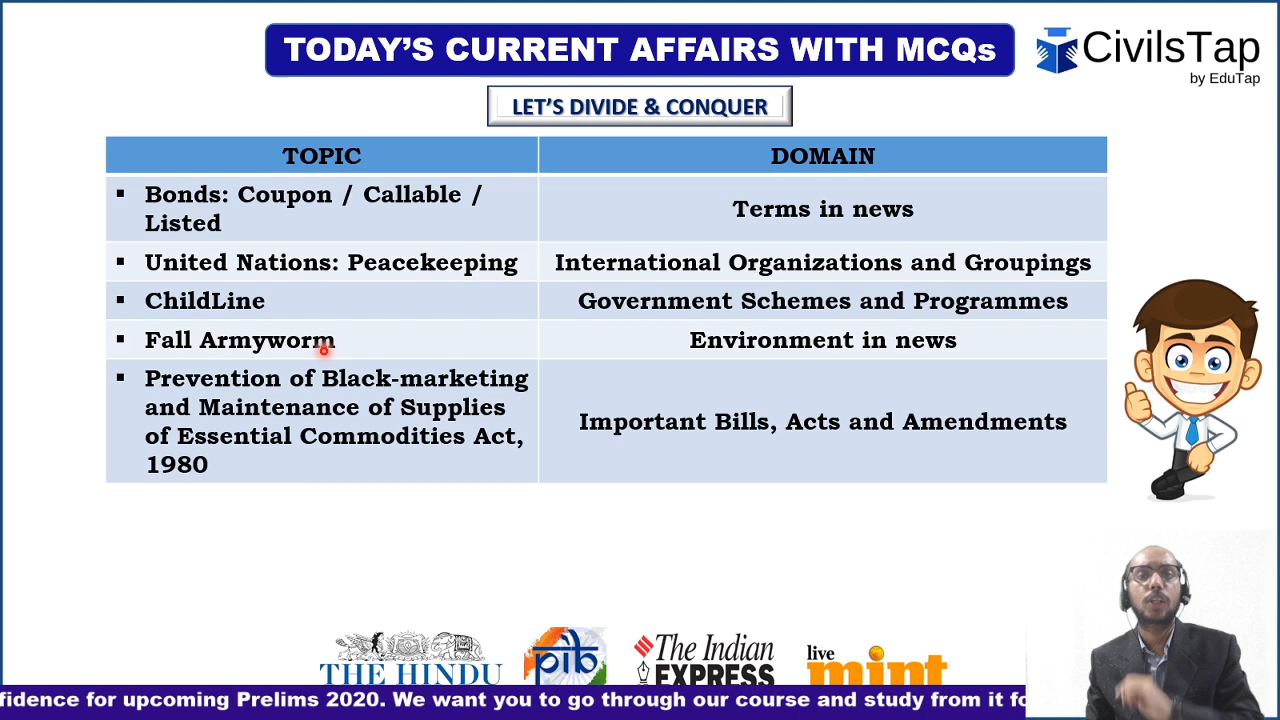 TODAY'S CURRENT AFFAIRS WITH MCQs
CivilsTap
by EduTap
LET'S DIVIDE & CONQUER
TOPIC
DOMAIN
▪ Bonds: Coupon / Callable /
Listed
Terms in news
▪ United Nations: Peacekeeping
International Organizations and Groupings
▪ ChildLine
Government Schemes and Programmes
▪ Fall Armyworm
Environment in news
▪ Prevention of Black-marketing
and Maintenance of Supplies
of Essential Commodities Act,
1980
Important Bills, Acts and Amendments
THE HINDU
pib
The Indian
EXPRESS
live
mint
fidence for upcoming Prelims 2020. We want you to go through our course and study from it fo